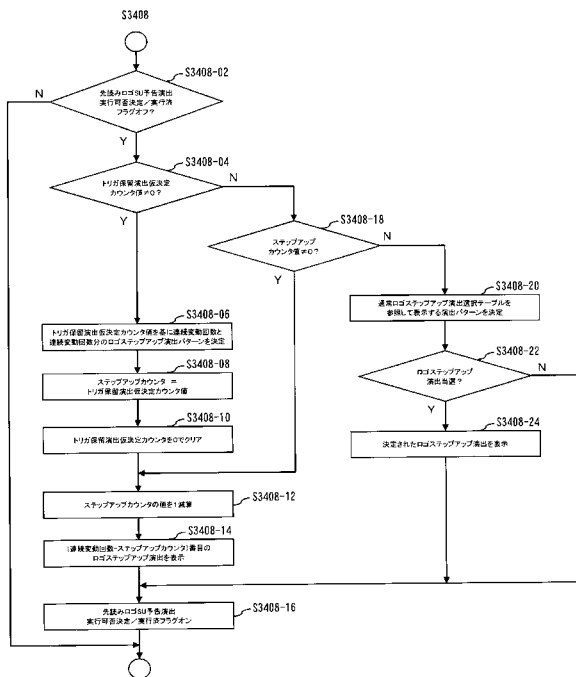 S3408
S3408-02
先読みロゴSU予告演出
実行可否決定／実行済
フラグオフ？
N
Y
S3408-04
トリガ保留演出仮決定
カウンタ値≠0？
N
Y
S3408-18
ステップアップ
カウンタ値≠0？
N
Y
S3408-20
通常ロゴステップアップ演出選択テーブルを
参照して表示する演出パターンを決定
S3408-06
トリガ保留演出仮決定カウンタ値を基に連続変動回数と
連続変動回数分のロゴステップアップ演出パターンを決定
S3408-22
ロゴステップアップ
演出当選？
N
Y
S3408-08
ステップアップカウンタ ＝
トリガ保留演出仮決定カウンタ値
S3408-24
決定されたロゴステップアップ演出を表示
S3408-10
トリガ保留演出仮決定カウンタを0でクリア
S3408-12
ステップアップカウンタの値を1減算
S3408-14
(連続変動回数-ステップアップカウンタ)番目の
ロゴステップアップ演出を表示
S3408-16
先読みロゴSU予告演出
実行可否決定／実行済フラグオン